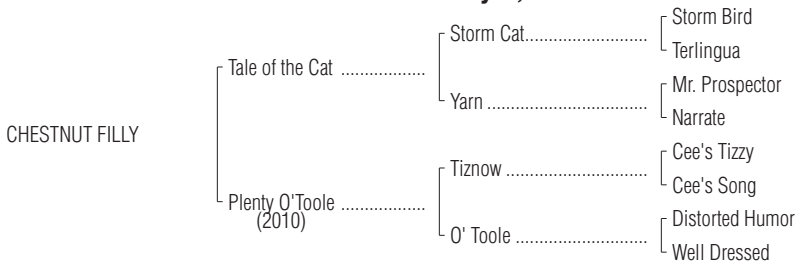 Storm Bird
Storm Cat..........................
Terlingua
Tale of the Cat ..................
Mr. Prospector
Yarn ..................................
Narrate
CHESTNUT FILLY
Cee's Tizzy
Tiznow ..............................
Cee's Song
Plenty O'Toole ..................
(2010)
Distorted Humor
O' Toole ............................
Well Dressed